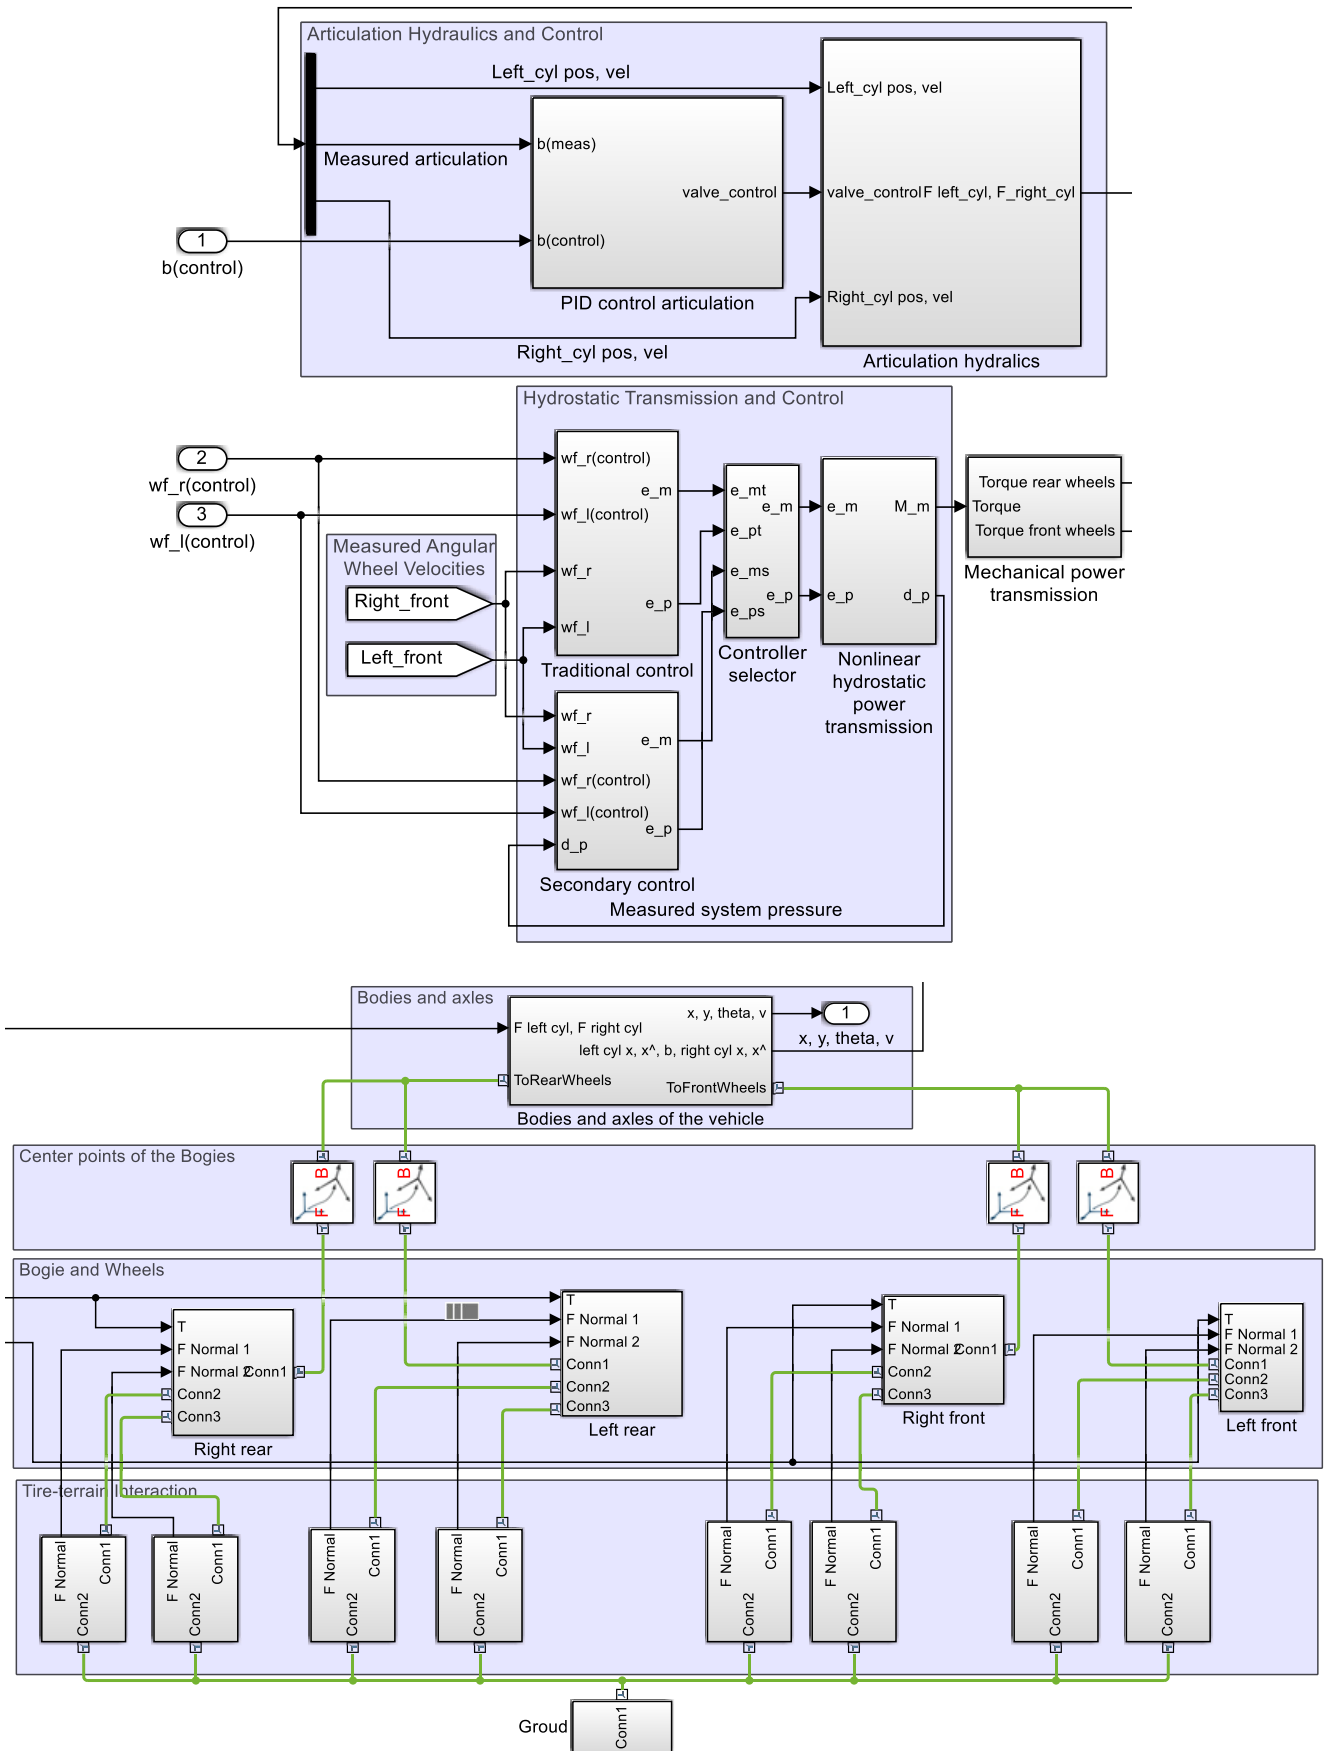 Articulation Hydraulics and Control
Left_cyl pos, vel
Left_cyl pos, vel
b(meas)
Measured articulation
valve_control
valve_control
F left_cyl, F_right_cyl
1
b(control)
b(control)
Right_cyl pos, vel
PID control articulation
Right_cyl pos, vel
Articulation hydralics
Hydrostatic Transmission and Control
2
wf_r(control)
wf_r(control)
3
wf_l(control)
wf_l(control)
e_m
Measured Angular
Wheel Velocities
Right_front
Left_front
wf_r
e_p
wf_l
Traditional control
e_mt
e_m
e_pt
e_ms
e_p
e_ps
Controller
selector
e_m
M_m
e_p
d_p
Nonlinear
hydrostatic
power
transmission
Torque rear wheels
Torque
Torque front wheels
Mechanical power
transmission
wf_r
e_m
wf_l
wf_r(control)
wf_l(control)
e_p
d_p
Secondary control
Measured system pressure
Bodies and axles
x, y, theta, v
F left cyl, F right cyl
left cyl x, x^, b, right cyl x, x^
ToRearWheels
ToFrontWheels
Bodies and axles of the vehicle
1
x, y, theta, v
Center points of the Bogies
B
F
B
F
B
F
B
F
Bogie and Wheels
T
F Normal 1
F Normal 2
Conn1
Conn2
Conn3
Right rear
T
F Normal 1
F Normal 2
Conn1
Conn2
Conn3
Left rear
T
F Normal 1
F Normal 2
Conn1
Conn2
Conn3
Right front
T
F Normal 1
F Normal 2
Conn1
Conn2
Conn3
Left front
Tire-terrain Interaction
F Normal
Conn1
Conn2
F Normal
Conn1
Conn2
F Normal
Conn1
Conn2
F Normal
Conn1
Conn2
F Normal
Conn1
Conn2
F Normal
Conn1
Conn2
F Normal
Conn1
Conn2
F Normal
Conn1
Conn2
Groud
Conn1